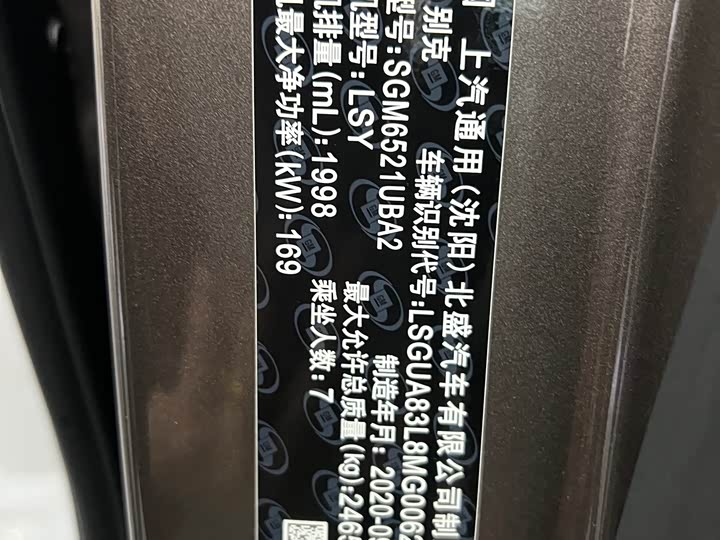 上汽通用(沈阳)北盛汽车有限公司制
别克
车辆识别代号:LSGUA83L8MG0062
型号:SGM6521UBA2
制造年月:2020-0
机型号:LSY
最大允许总质量(kg):246
排量(mL):1998
乘坐人数:7
最大净功率(kW):169